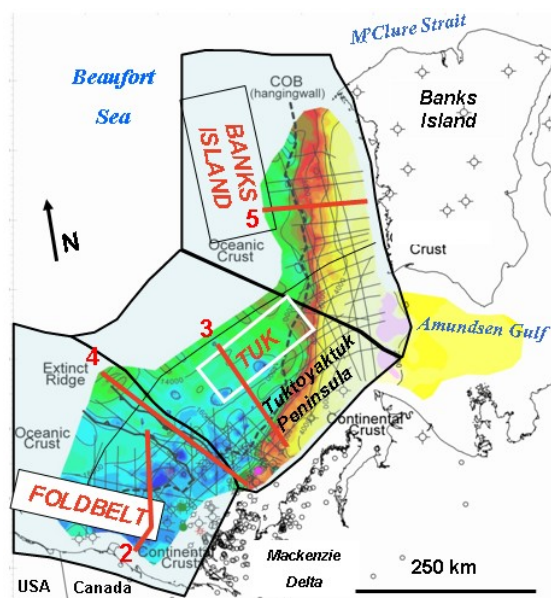 M'Clure Strait
Beaufort
Sea
COB
(hangingwall)
Banks
Island
BANKS
ISLAND
5
N
Oceanic
Crust
Crust
3
TUK
Amundsen Gulf
4
Extinct
Ridge
14000
Tuktoyaktuk
Peninsula
Continental
Crust
Oceanic
Crust
FOLDBELT
2
Continental
Crust
Mackenzie
Delta
250 km
USA
Canada